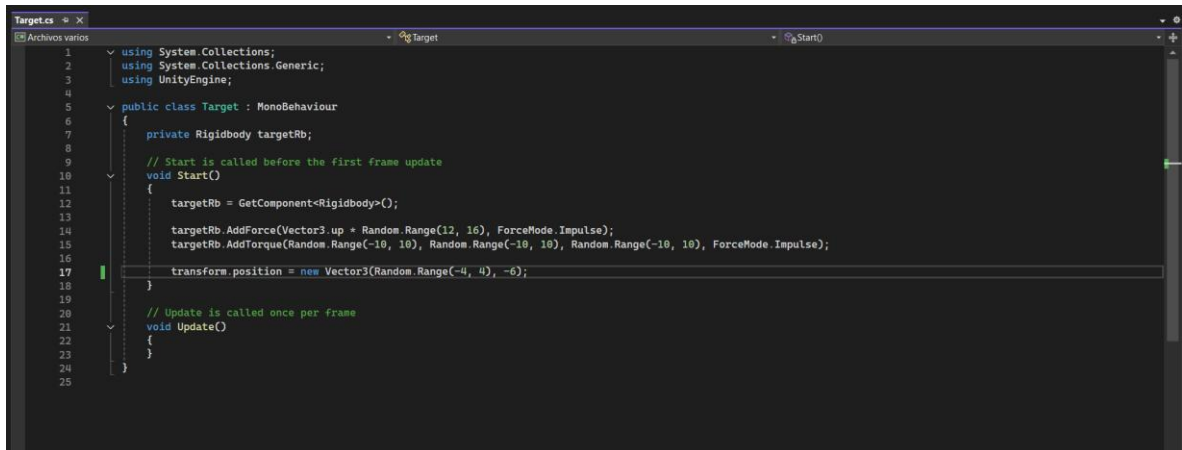 Target.cs
Archivos varios Target Start()
1 using System.Collections;
2 using System.Collections.Generic;
3 using UnityEngine;
4
5 public class Target : MonoBehaviour
6 {
7 private Rigidbody targetRb;
8
9 // Start is called before the first frame update
10 void Start()
11 {
12 targetRb = GetComponent<Rigidbody>();
13
14 targetRb.AddForce(Vector3.up * Random.Range(12, 16), ForceMode.Impulse);
15 targetRb.AddTorque(Random.Range(-10, 10), Random.Range(-10, 10), Random.Range(-10, 10), ForceMode.Impulse);
16
17 transform.position = new Vector3(Random.Range(-4, 4), -6);
18 }
19
20 // Update is called once per frame
21 void Update()
22 {
23 }
24 }
25